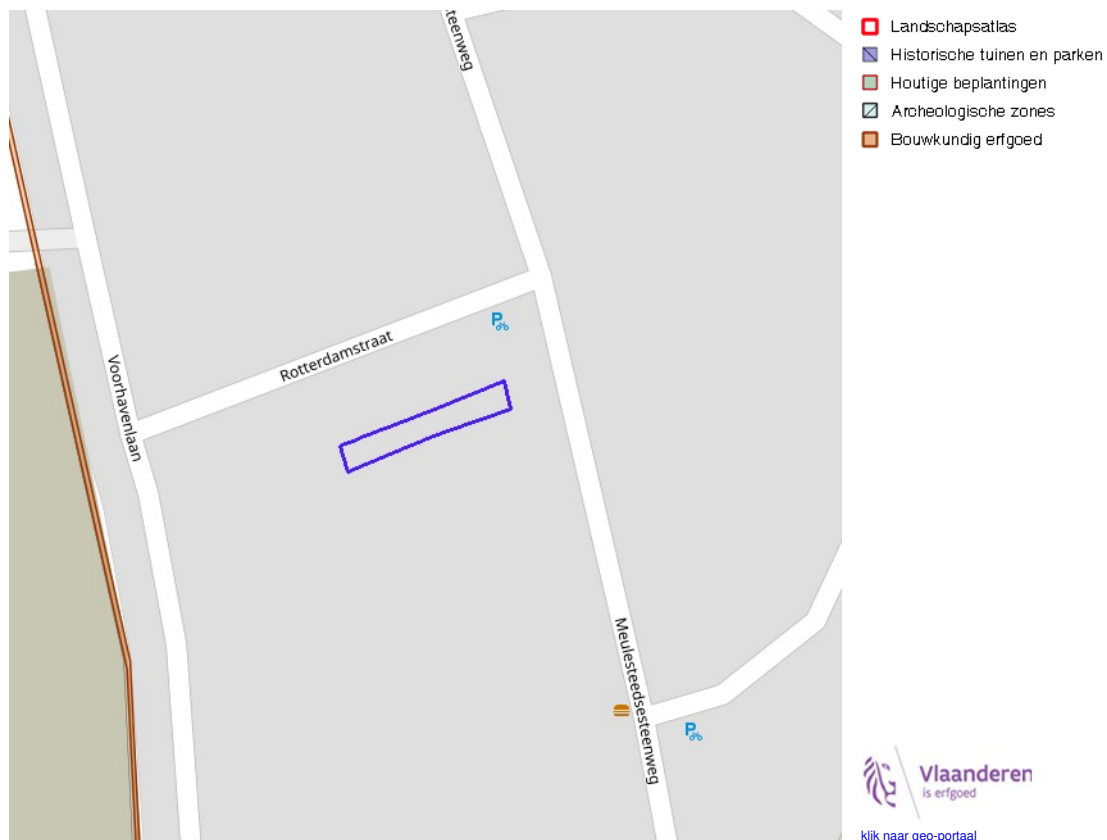 Landschapsatlas
Historische tuinen en parken
Houtige beplantingen
Archeologische zones
Bouwkundig erfgoed
steenweg
Rotterdamstraat
Voorhavenlaan
Meulesteedsesteenweg
P
P
Vlaanderen
is erfgoed
klik naar geo-portaal